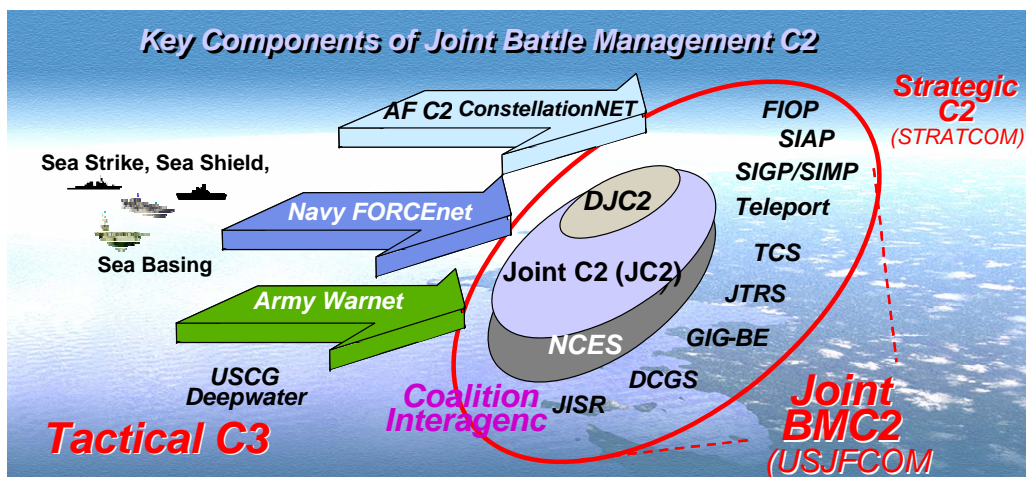 Key Components of Joint Battle Management C2
AF C2 ConstellationNET
Strategic
C2
(STRATCOM)
FIOP
SIAP
SIGP/SIMP
Teleport
TCS
JTRS
GIG-BE
DCGS
JISR
Sea Strike, Sea Shield,
Sea Basing
Navy FORCEnet
DJC2
Joint C2 (JC2)
NCES
Army Warnet
USCG
Deepwater
Coalition
Interagenc
Tactical C3
Joint
BMC2
(USJFCOM